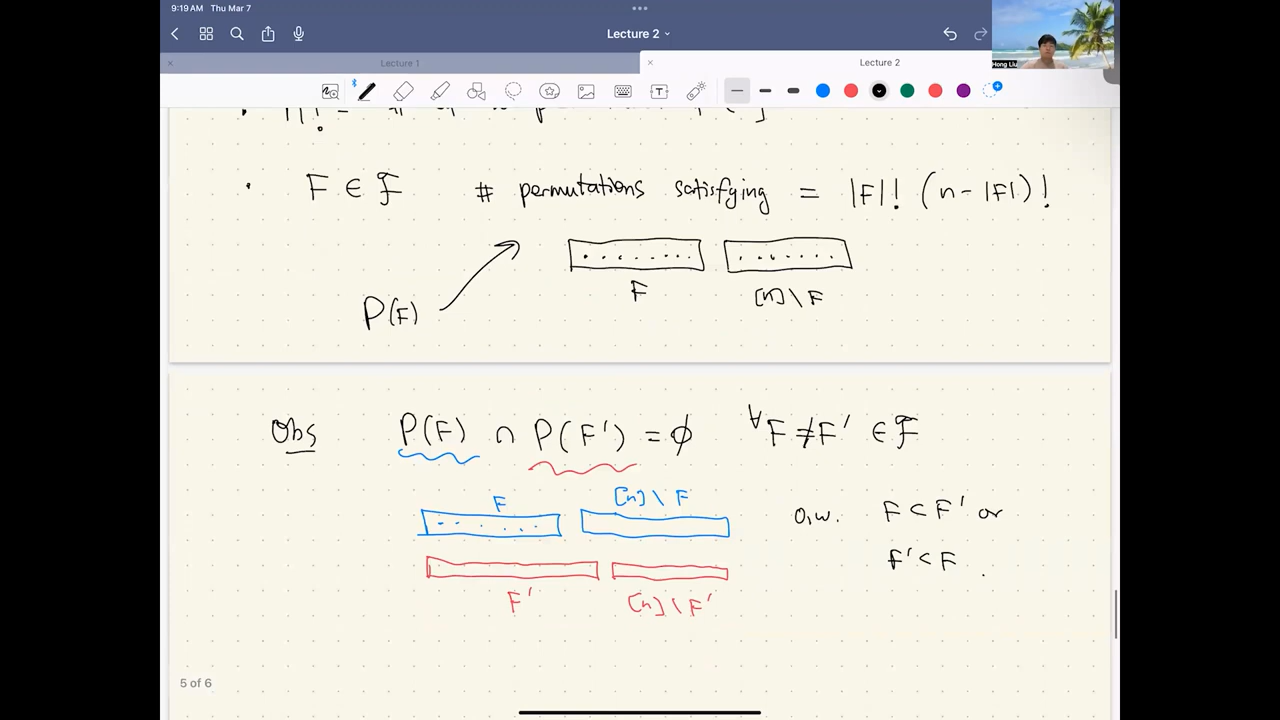 9:19 AM Thu Mar 7
Lecture 2
Lecture 1
Lecture 2
Hong Liu
F ∈ ℱ # permutations satisfying = |F|! (n-|F|)!
F [n]\F
P(F)
Obs P(F) ∩ P(F') = ∅ ∀F≠F' ∈ ℱ
F [n]\F
o.w. F ⊂ F' or
F' ⊂ F .
F' [n]\F'
5 of 6